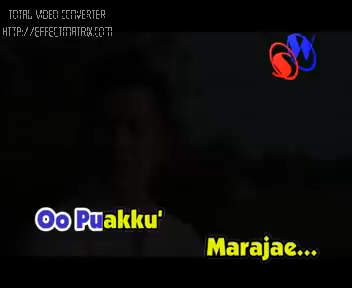 TOTAL VIDEO CONVERTER
HTTP://EFFECTMATRIX.COM
Oo Puakku'
Marajae...